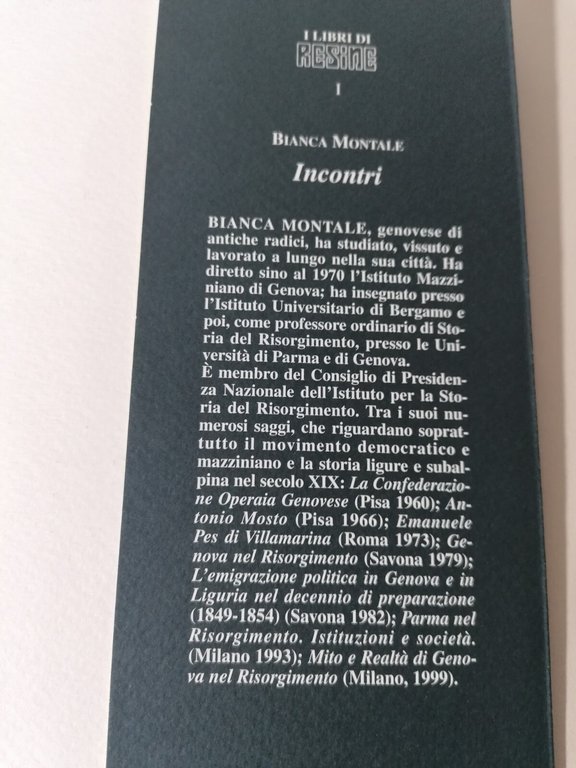 I LIBRI DI
RESINE
I
BIANCA MONTALE
Incontri
BIANCA MONTALE, genovese di
antiche radici, ha studiato, vissuto e
lavorato a lungo nella sua città. Ha
diretto sino al 1970 l'Istituto Mazzi-
niano di Genova; ha insegnato presso
l'Istituto Universitario di Bergamo e
poi, come professore ordinario di Sto-
ria del Risorgimento, presso le Uni-
versità di Parma e di Genova.
È membro del Consiglio di Presiden-
za Nazionale dell'Istituto per la Sto-
ria del Risorgimento. Tra i suoi nu-
merosi saggi, che riguardano soprat-
tutto il movimento democratico e
mazziniano e la storia ligure e subal-
pina nel secolo XIX: La Confederazio-
ne Operaia Genovese (Pisa 1960); An-
tonio Mosto (Pisa 1966); Emanuele
Pes di Villamarina (Roma 1973); Ge-
nova nel Risorgimento (Savona 1979);
L'emigrazione politica in Genova e in
Liguria nel decennio di preparazione
(1849-1854) (Savona 1982); Parma nel
Risorgimento. Istituzioni e società.
(Milano 1993); Mito e Realtà di Geno-
va nel Risorgimento (Milano, 1999).